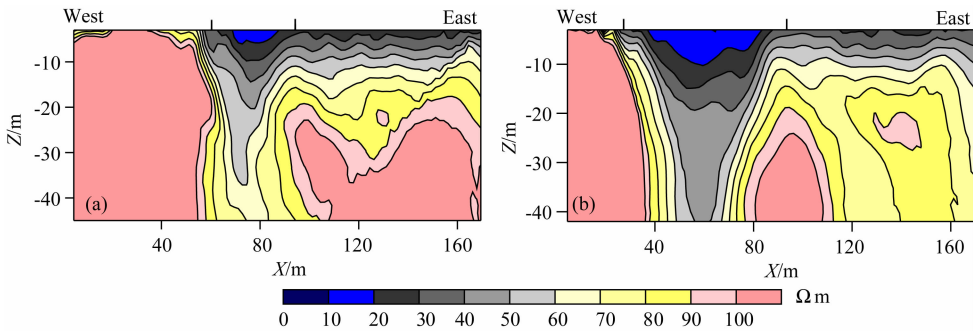 West East West East
-10 -10
-20 -20
Z/m Z/m
-30 -30
-40 (a) -40 (b)
40 80 120 160 40 80 120 160
X/m X/m
Ω m
0 10 20 30 40 50 60 70 80 90 100